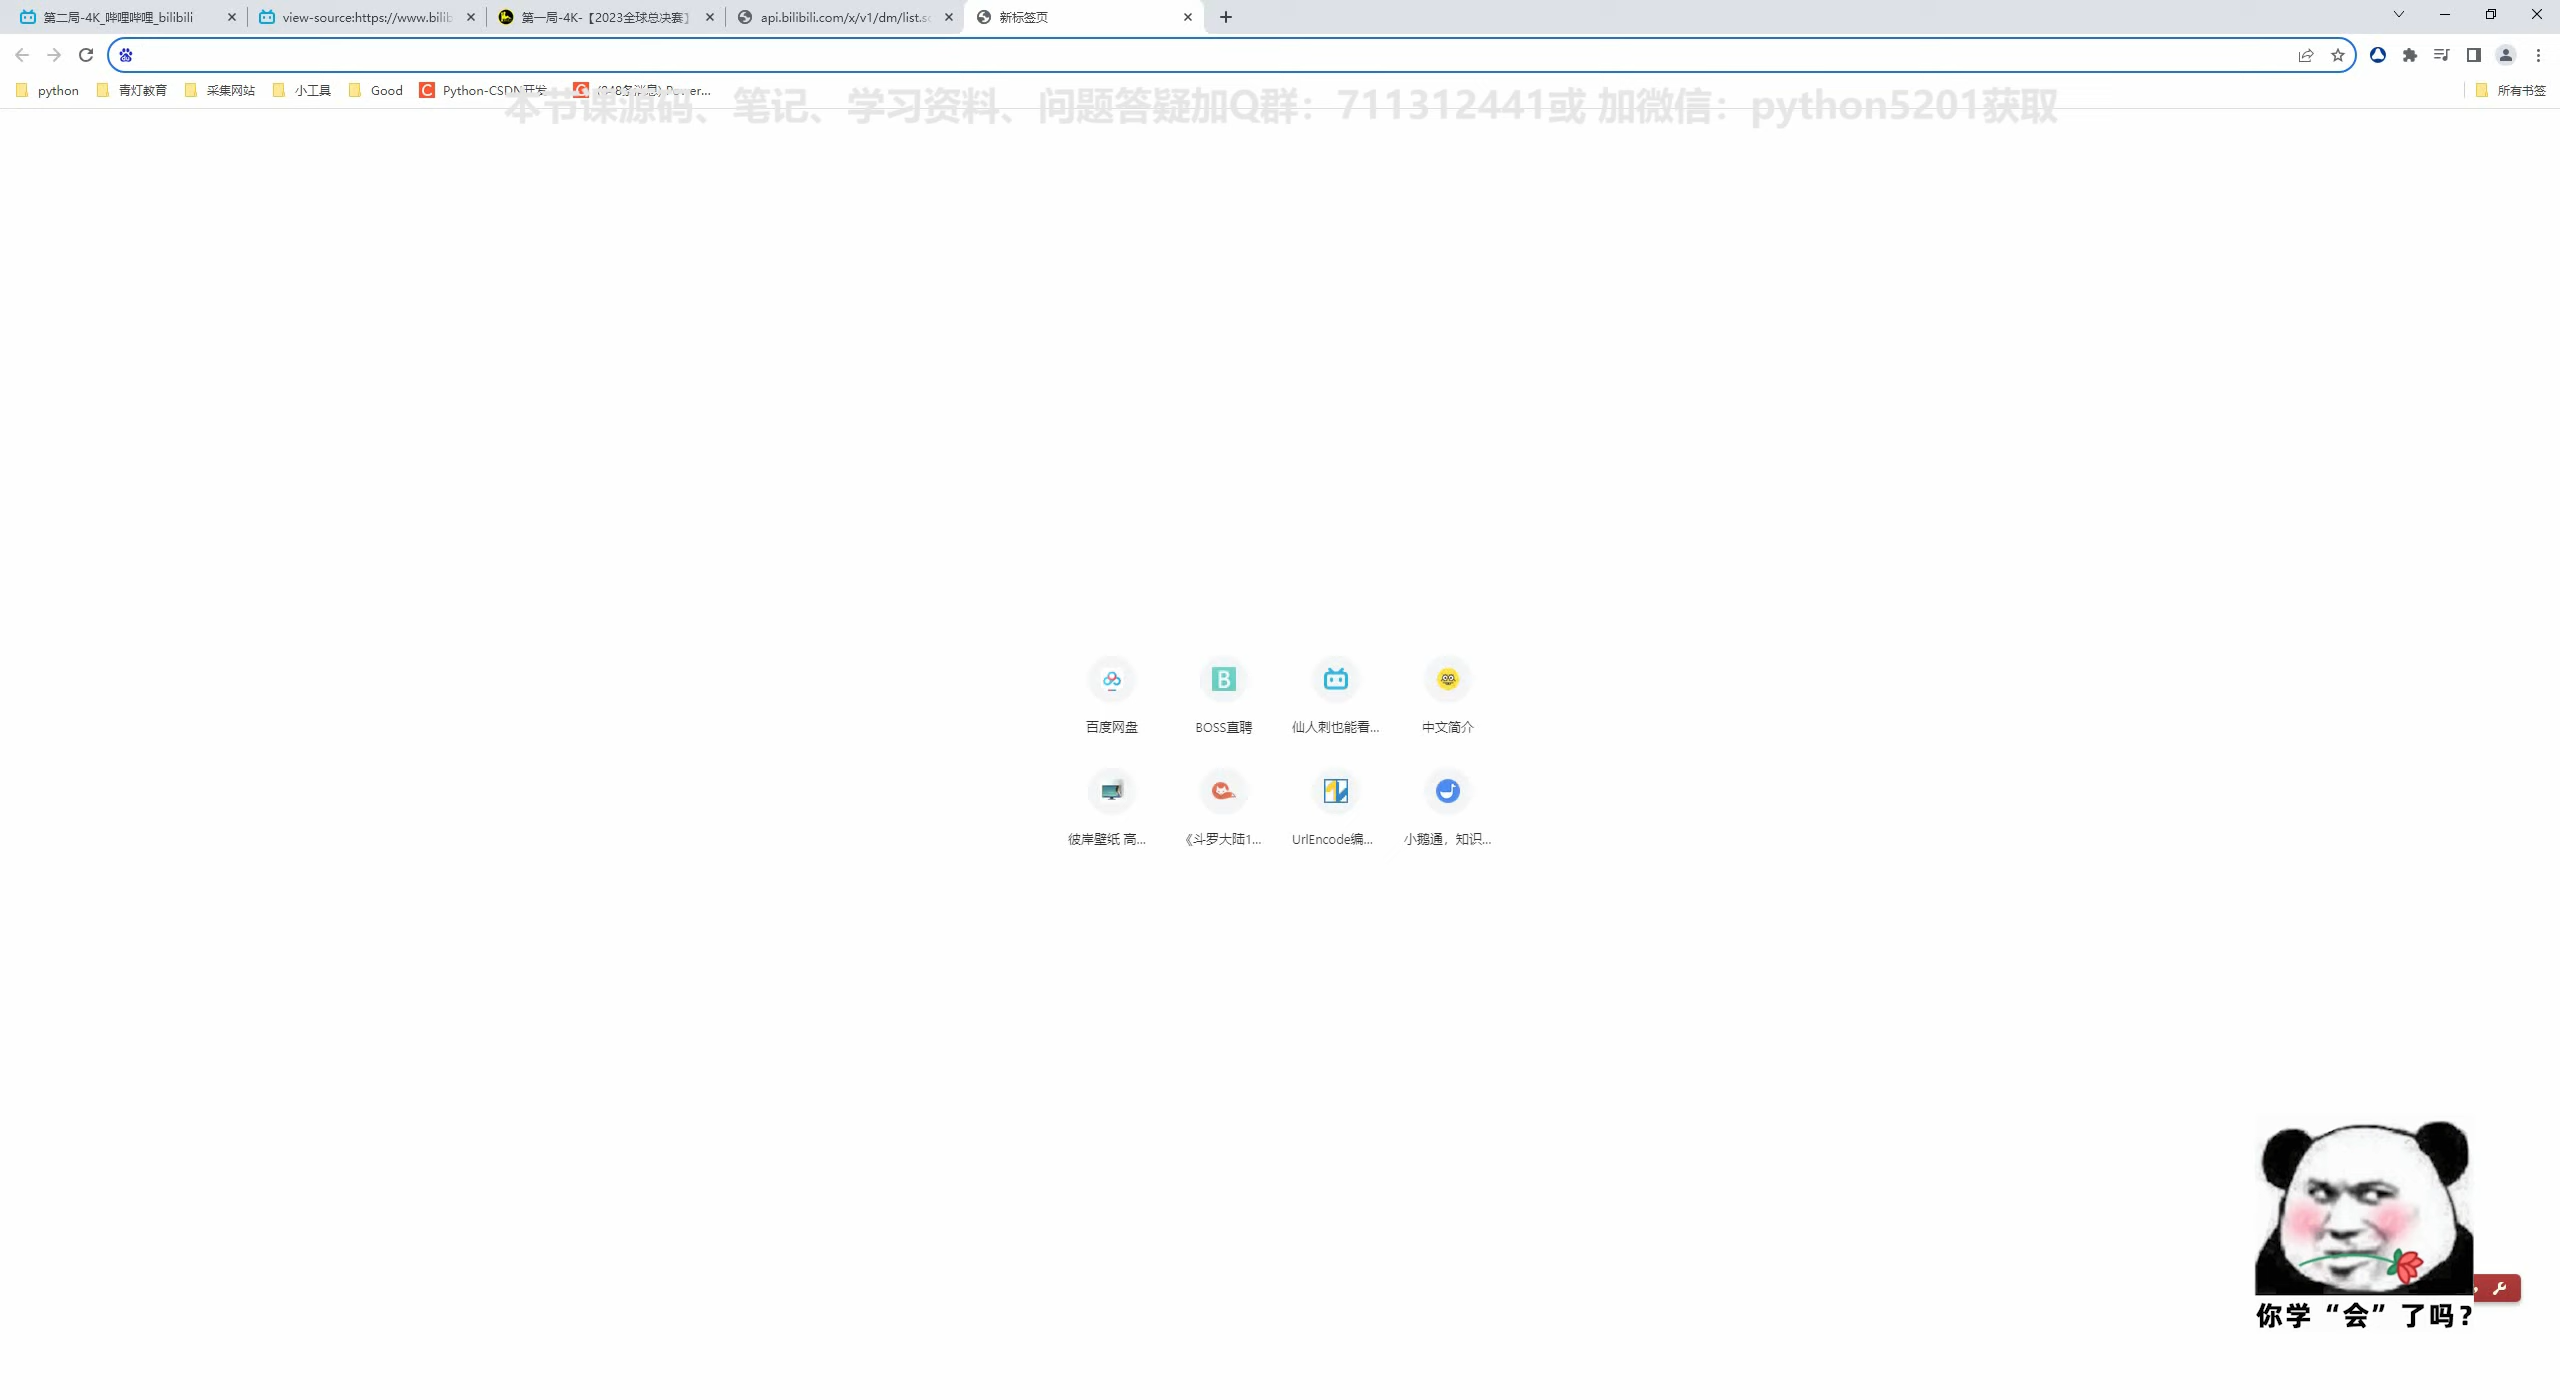 第二局-4K_哔哩哔哩_bilibili
view-source:https://www.bilib
第一局-4K-【2023全球总决赛】
api.bilibili.com/x/v1/dm/list.so
新标签页
python
青灯教育
采集网站
小工具
Good
Python-CSDN开发
所有书签
本节课源码、笔记、学习资料、问题答疑加Q群：711312441或 加微信：python5201获取
百度网盘
BOSS直聘
仙人刺也能看...
中文简介
彼岸壁纸 高...
《斗罗大陆1...
UrlEncode编...
小鹅通，知识...
你学“会”了吗？